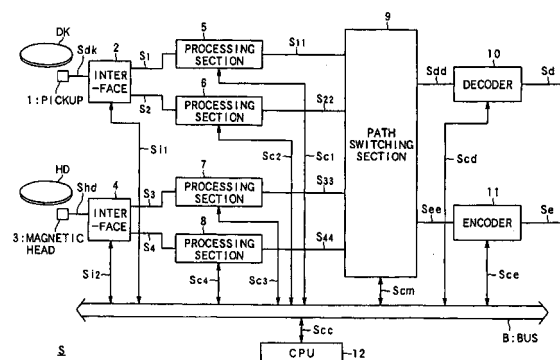 DK
Sdk
1:PICKUP
2
INTER
-FACE
S1
S2
5
PROCESSING
SECTION
S11
6
PROCESSING
SECTION
S22
9
PATH
SWITCHING
SECTION
Sdd
10
DECODER
Sd
Si1
Sc2
Sc1
Scd
HD
Shd
3:MAGNETIC
HEAD
4
INTER
-FACE
S3
S4
7
PROCESSING
SECTION
S33
8
PROCESSING
SECTION
S44
See
11
ENCODER
Se
Si2
Sc4
Sc3
Scm
Sce
Scc
B:BUS
S
CPU
12